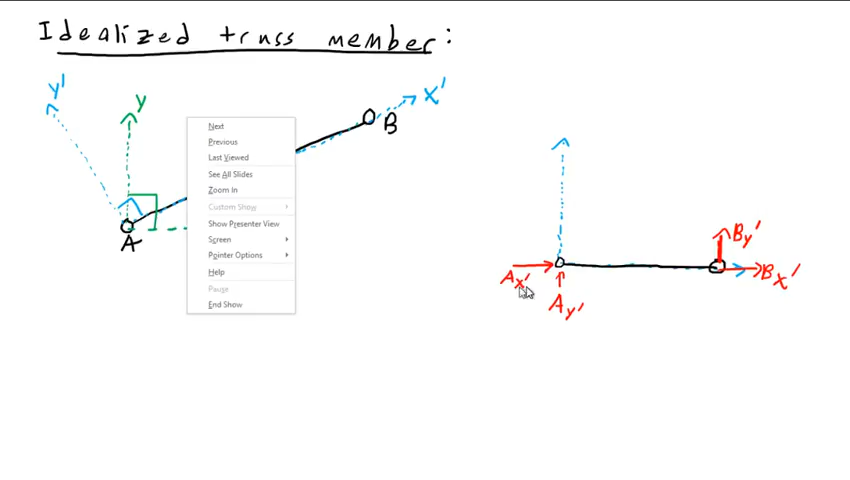 Idealized truss member:
y'
y
x'
B
A
Next
Previous
Last Viewed
See All Slides
Zoom In
Custom Show
Show Presenter View
Screen
Pointer Options
Help
Pause
End Show
By'
Bx'
Ax'
Ay'